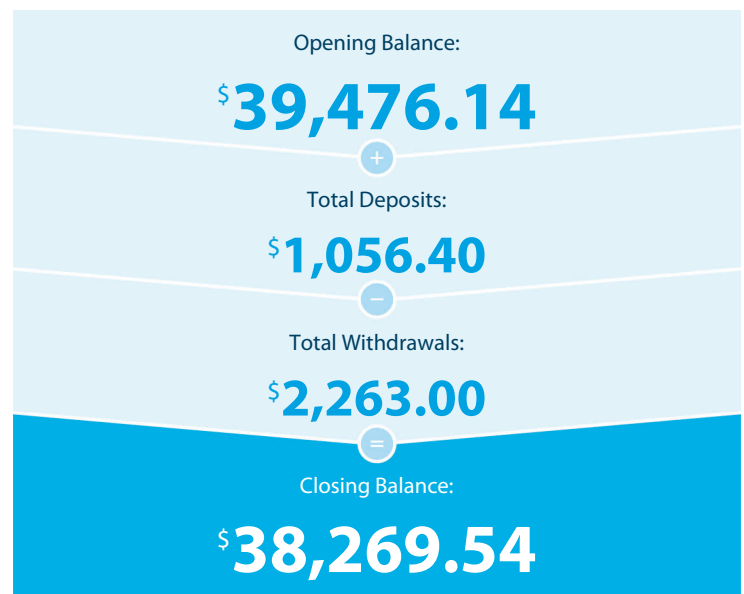 Opening Balance:
$39,476.14
+
Total Deposits:
$1,056.40
−
Total Withdrawals:
$2,263.00
=
Closing Balance:
$38,269.54